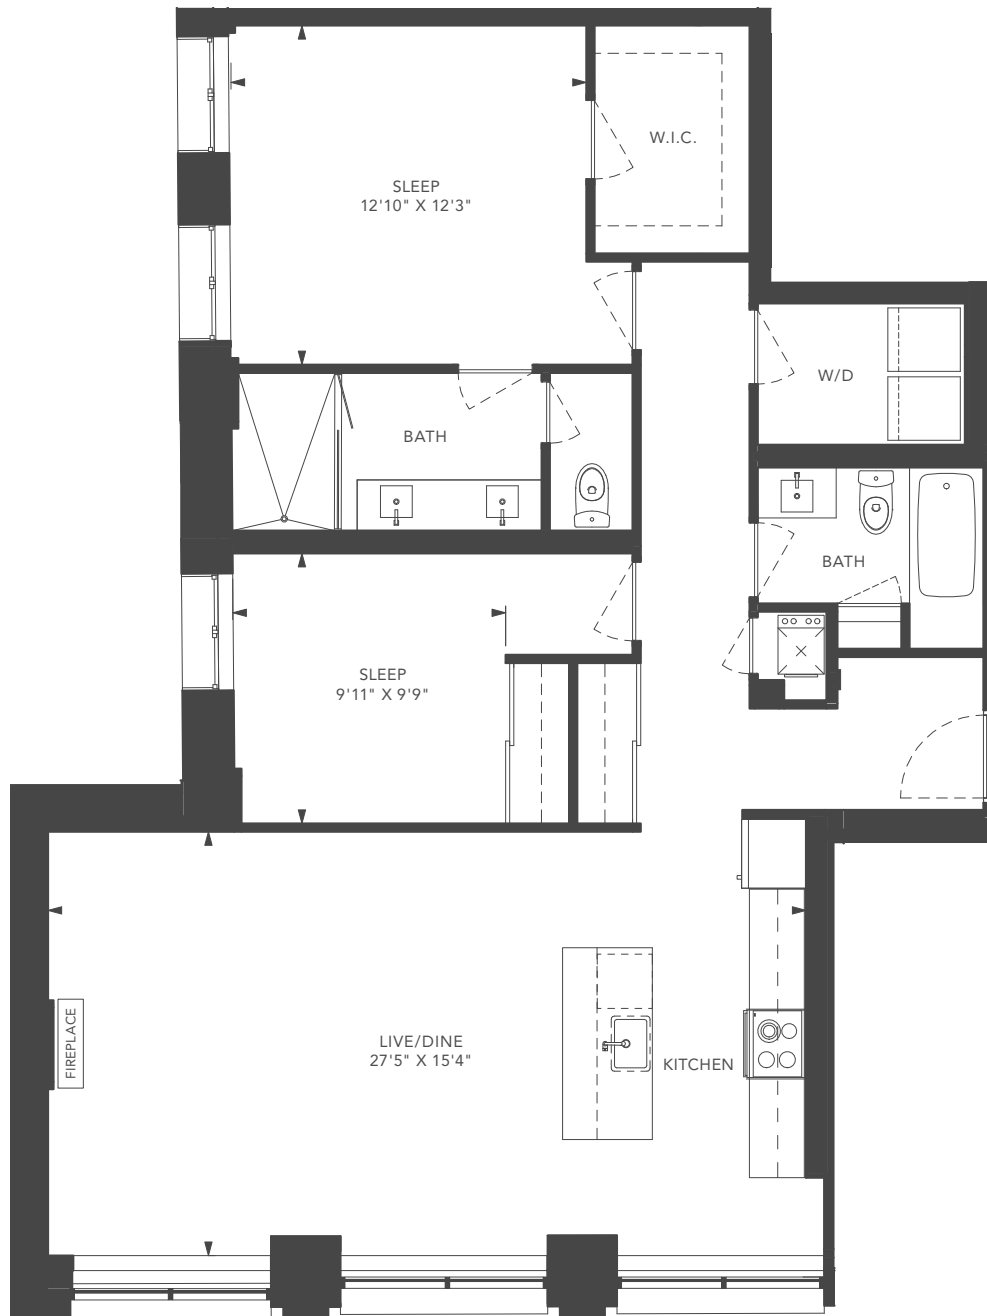 W.I.C.
SLEEP
12'10" X 12'3"
W/D
BATH
BATH
SLEEP
9'11" X 9'9"
FIREPLACE
LIVE/DINE
27'5" X 15'4"
KITCHEN